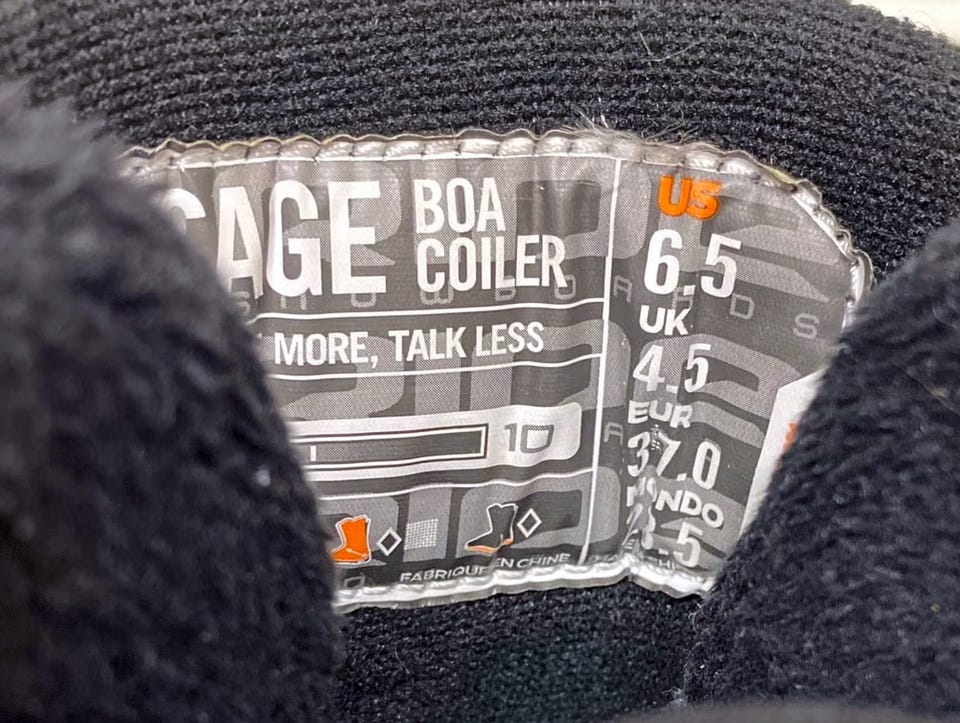 CAGE
BOA
COILER
MORE, TALK LESS
10
FABRIQUE EN CHINE
US
6.5
UK
4.5
EUR
37.0
MONDO